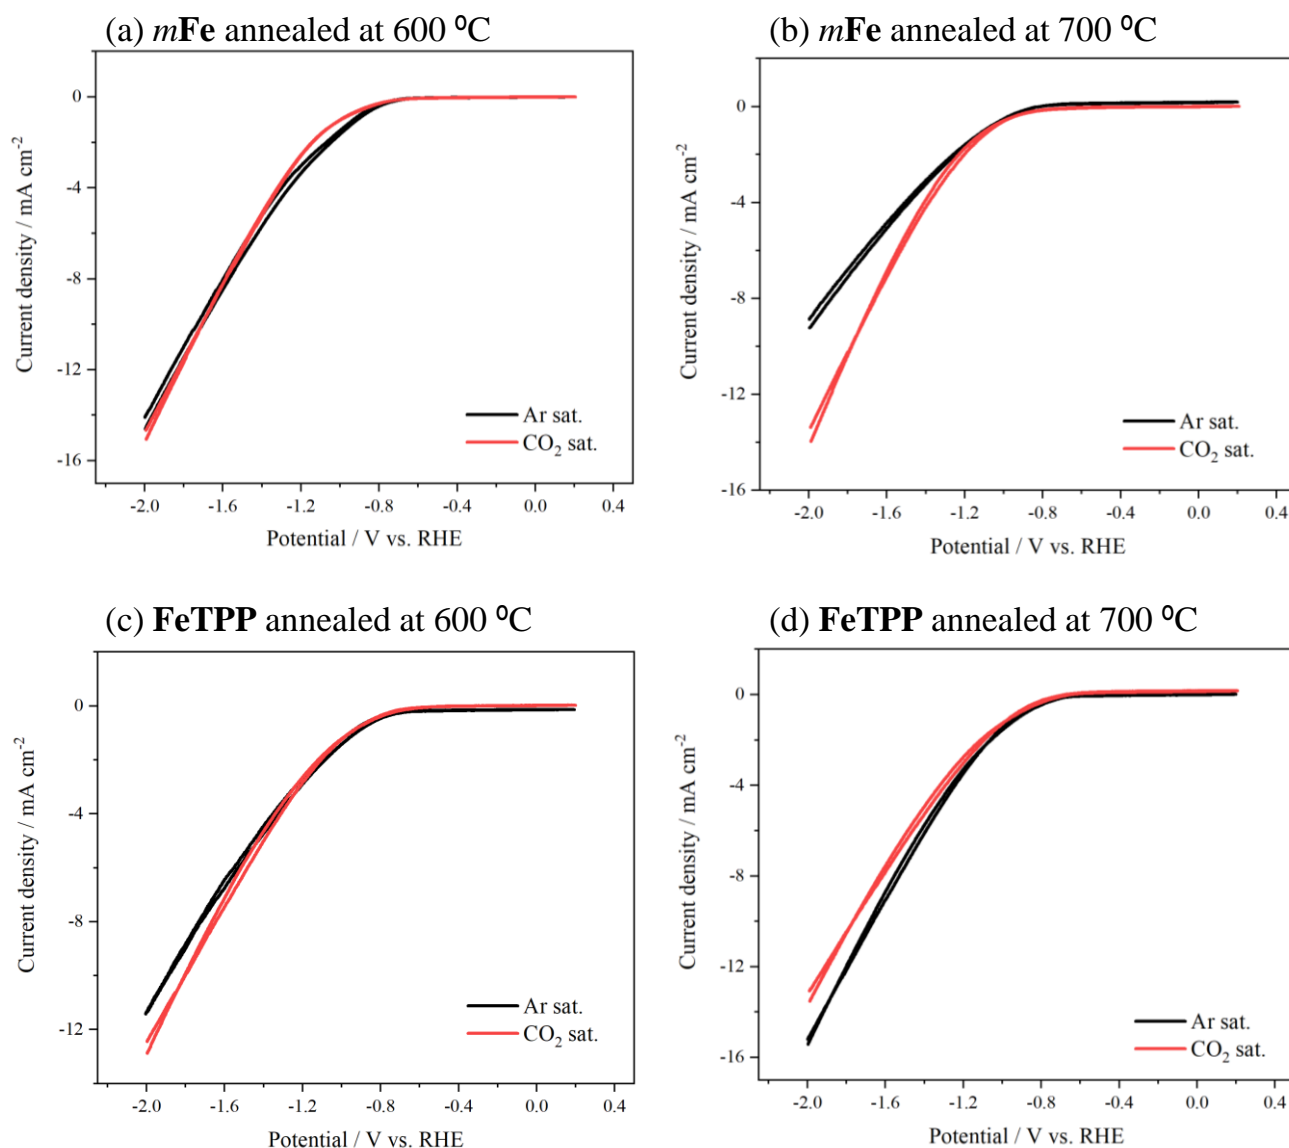 (a) mFe annealed at 600 ⁰C
0
-4
-8
-12
-16
Current density / mA cm⁻²
Ar sat.
CO₂ sat.
-2.0 -1.6 -1.2 -0.8 -0.4 0.0 0.4
Potential / V vs. RHE
(b) mFe annealed at 700 ⁰C
0
-4
-8
-12
-16
Current density / mA cm⁻²
Ar sat.
CO₂ sat.
-2.0 -1.6 -1.2 -0.8 -0.4 0.0 0.4
Potential / V vs. RHE
(c) FeTPP annealed at 600 ⁰C
0
-4
-8
-12
Current density / mA cm⁻²
Ar sat.
CO₂ sat.
-2.0 -1.6 -1.2 -0.8 -0.4 0.0 0.4
Potential / V vs. RHE
(d) FeTPP annealed at 700 ⁰C
0
-4
-8
-12
-16
Current density / mA cm⁻²
Ar sat.
CO₂ sat.
-2.0 -1.6 -1.2 -0.8 -0.4 0.0 0.4
Potential / V vs. RHE